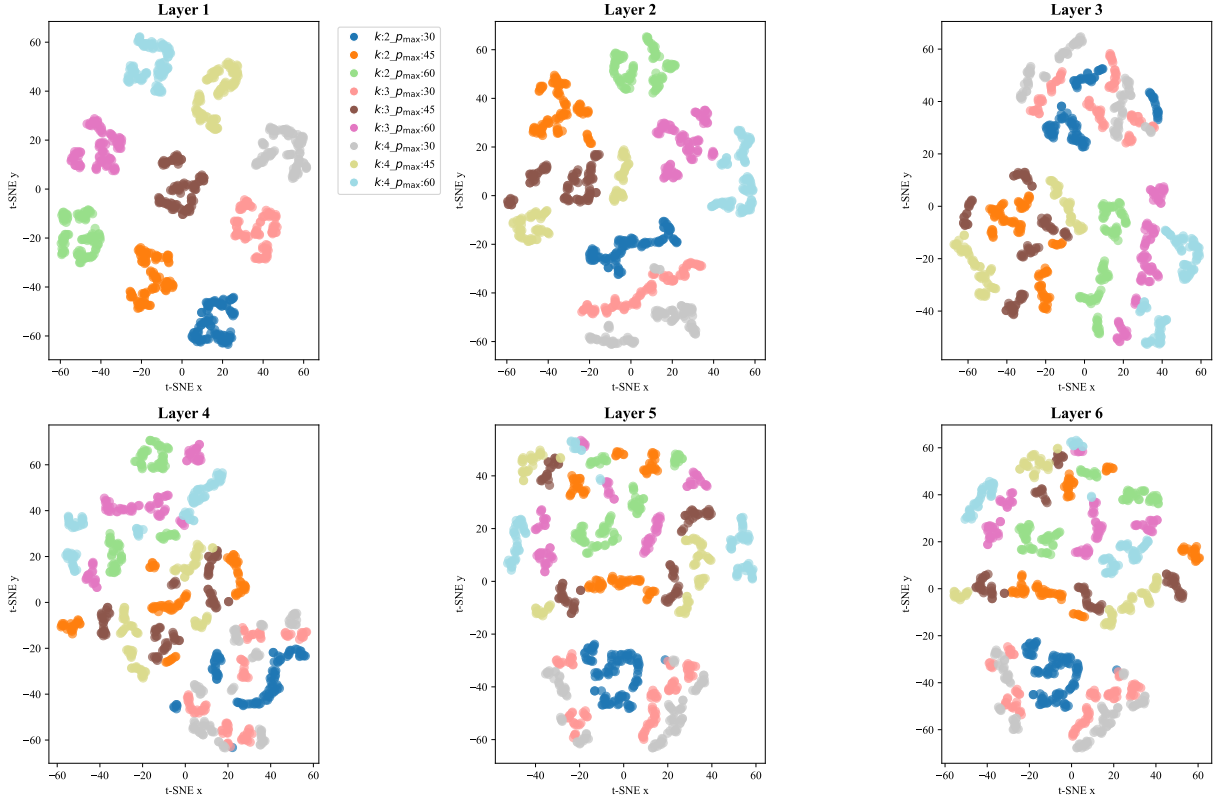 Layer 1
Layer 2
Layer 3
k:2_pmax:30
k:2_pmax:45
k:2_pmax:60
k:3_pmax:30
k:3_pmax:45
k:3_pmax:60
k:4_pmax:30
k:4_pmax:45
k:4_pmax:60
t-SNE y
60
40
20
0
−20
−40
−60
−60 −40 −20 0 20 40 60
t-SNE x
t-SNE y
60
40
20
0
−20
−40
−60
−60 −40 −20 0 20 40 60
t-SNE x
t-SNE y
60
40
20
0
−20
−40
−60 −40 −20 0 20 40 60
t-SNE x
Layer 4
Layer 5
Layer 6
t-SNE y
60
40
20
0
−20
−40
−60
−60 −40 −20 0 20 40 60
t-SNE x
t-SNE y
40
20
0
−20
−40
−60
−40 −20 0 20 40 60
t-SNE x
t-SNE y
60
40
20
0
−20
−40
−60
−60 −40 −20 0 20 40 60
t-SNE x